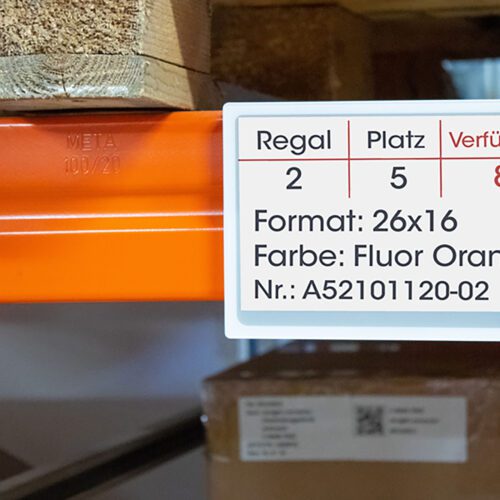 META
100/20
Regal Platz Verfü
2 5 8
Format: 26x16
Farbe: Fluor Oran
Nr.: A52101120-02